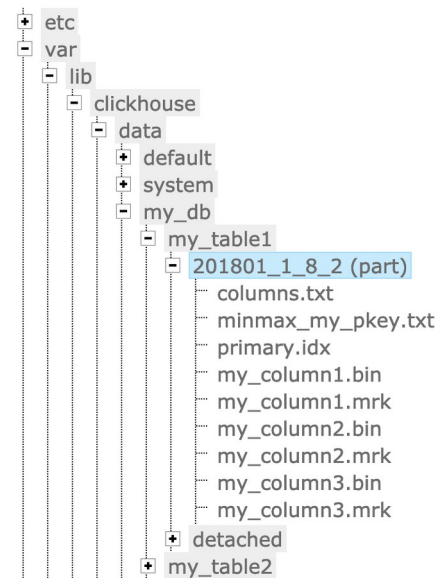 etc
var
lib
clickhouse
data
default
system
my_db
my_table1
201801_1_8_2 (part)
columns.txt
minmax_my_pkey.txt
primary.idx
my_column1.bin
my_column1.mrk
my_column2.bin
my_column2.mrk
my_column3.bin
my_column3.mrk
detached
my_table2